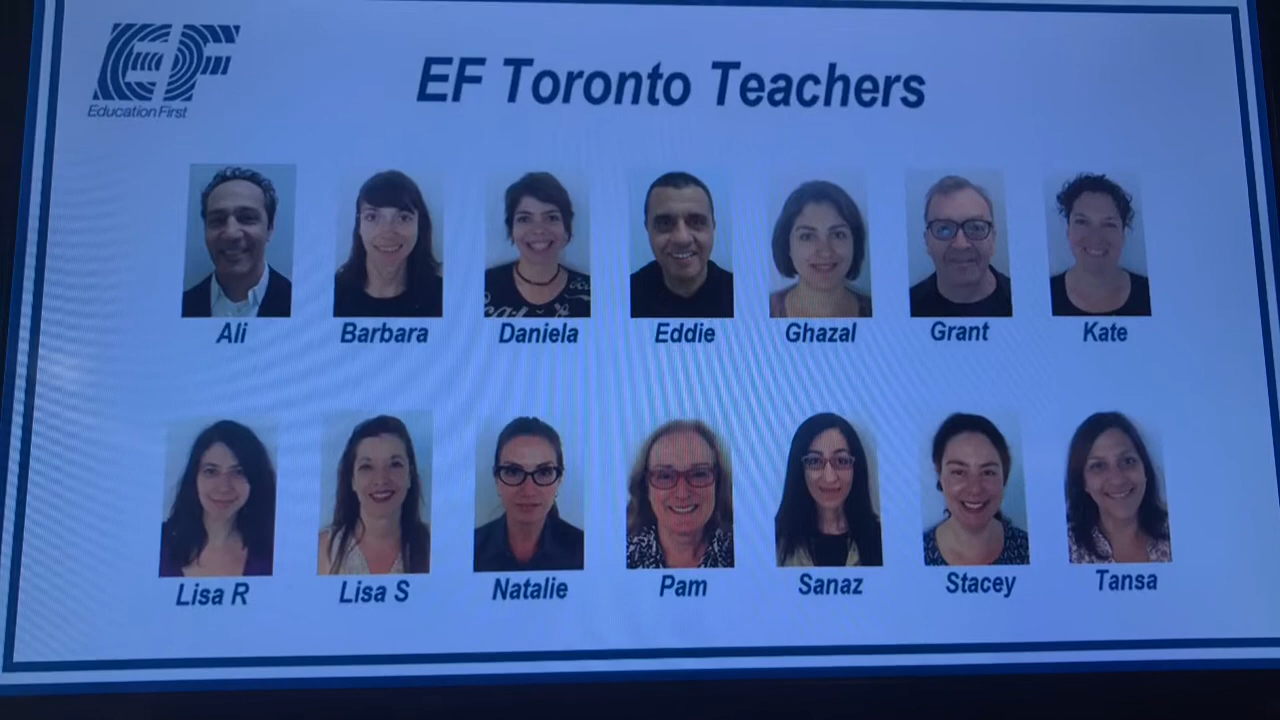 EF
Education First
EF Toronto Teachers
Ali Barbara Daniela Eddie Ghazal Grant Kate
Lisa R Lisa S Natalie Pam Sanaz Stacey Tansa